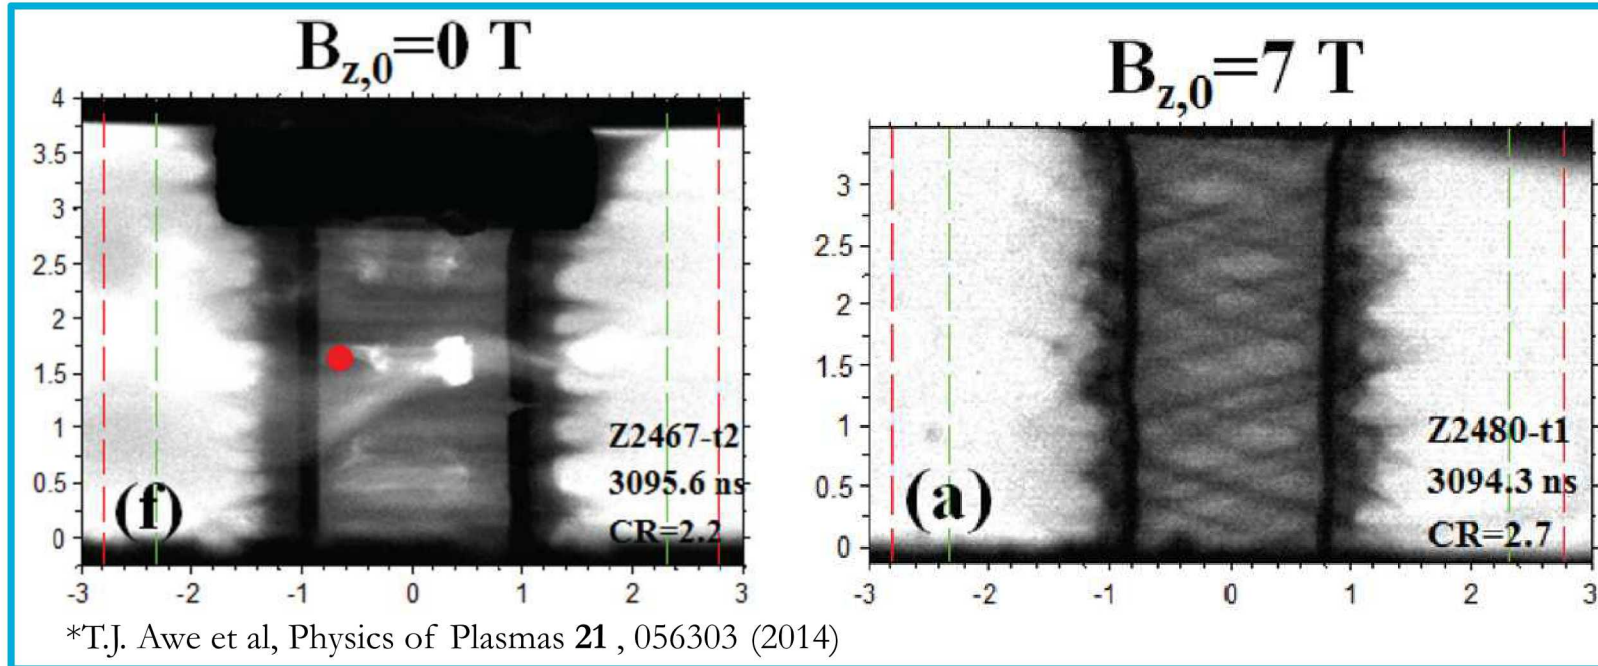 B_z,0=0 T
4
3.5
3
2.5
2
1.5
1
0.5
0
-3
-2
-1
0
1
2
3
(f)
Z2467-t2
3095.6 ns
CR=2.2
B_z,0=7 T
3
2.5
2
1.5
1
0.5
0
-3
-2
-1
0
1
2
3
(a)
Z2480-t1
3094.3 ns
CR=2.7
*T.J. Awe et al, Physics of Plasmas 21 , 056303 (2014)